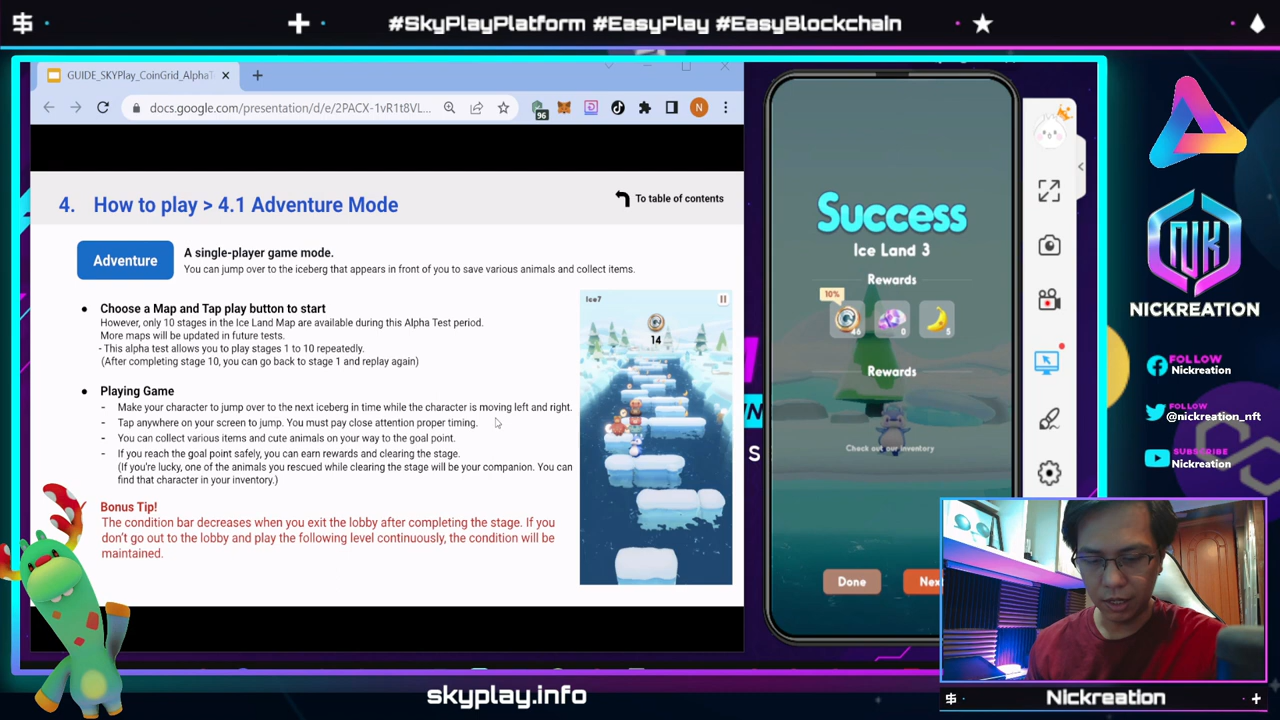 #SkyPlayPlatform #EasyPlay #EasyBlockchain
GUIDE_SKYPlay_CoinGrid_AlphaT
docs.google.com/presentation/d/e/2PACX-1vR1t8VL...
96
N
4. How to play > 4.1 Adventure Mode
To table of contents
Adventure
A single-player game mode.
You can jump over to the iceberg that appears in front of you to save various animals and collect items.
● Choose a Map and Tap play button to start
However, only 10 stages in the Ice Land Map are available during this Alpha Test period.
More maps will be updated in future tests.
- This alpha test allows you to play stages 1 to 10 repeatedly.
(After completing stage 10, you can go back to stage 1 and replay again)
● Playing Game
- Make your character to jump over to the next iceberg in time while the character is moving left and right.
- Tap anywhere on your screen to jump. You must pay close attention proper timing.
- You can collect various items and cute animals on your way to the goal point.
- If you reach the goal point safely, you can earn rewards and clearing the stage.
(If you're lucky, one of the animals you rescued while clearing the stage will be your companion. You can
find that character in your inventory.)
Bonus Tip!
The condition bar decreases when you exit the lobby after completing the stage. If you
don't go out to the lobby and play the following level continuously, the condition will be
maintained.
Ice7
14
Success
Ice Land 3
Rewards
10%
46
0
5
Rewards
Check out our inventory
Done
Next
NIK
NICKREATION
FOLLOW
Nickreation
FOLLOW
@nickreation_nft
SUBSCRIBE
Nickreation
skyplay.info
Nickreation